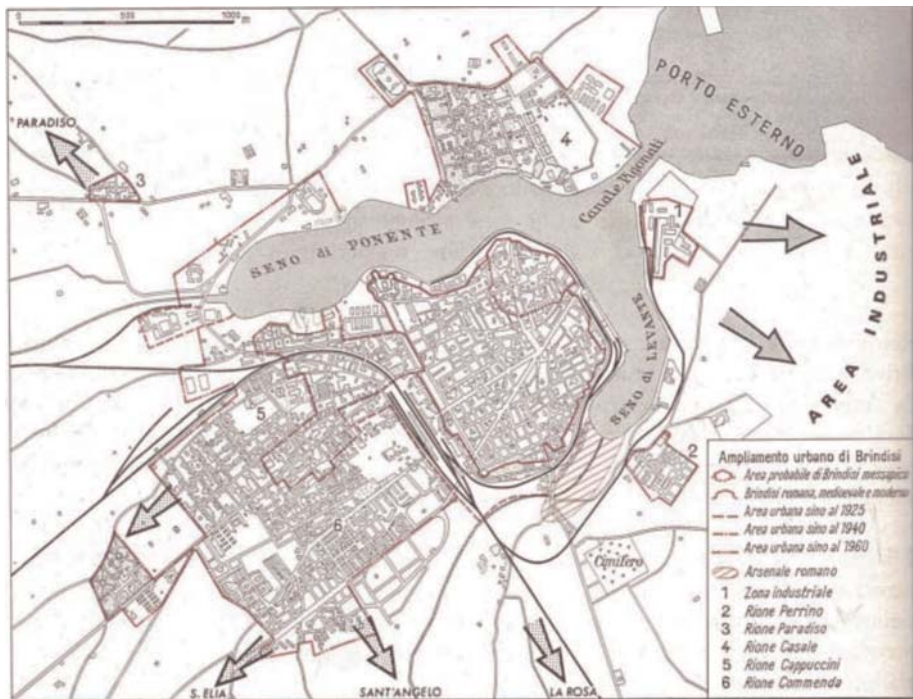 0 500 1000 m
PORTO ESTERNO
PARADISO
3
4
Canale Pigonati
1
SENO di PONENTE
SENO di LEVANTE
AREA INDUSTRIALE
5
2
6
Cimitero
S. ELIA
SANT'ANGELO
LA ROSA
Ampliamento urbano di Brindisi
Area probabile di Brindisi messapica
Brindisi romana, medioevale e moderna
Area urbana sino al 1925
Area urbana sino al 1940
Area urbana sino al 1960
Arsenale romano
1 Zona industriale
2 Rione Perrino
3 Rione Paradiso
4 Rione Casale
5 Rione Cappuccini
6 Rione Commenda